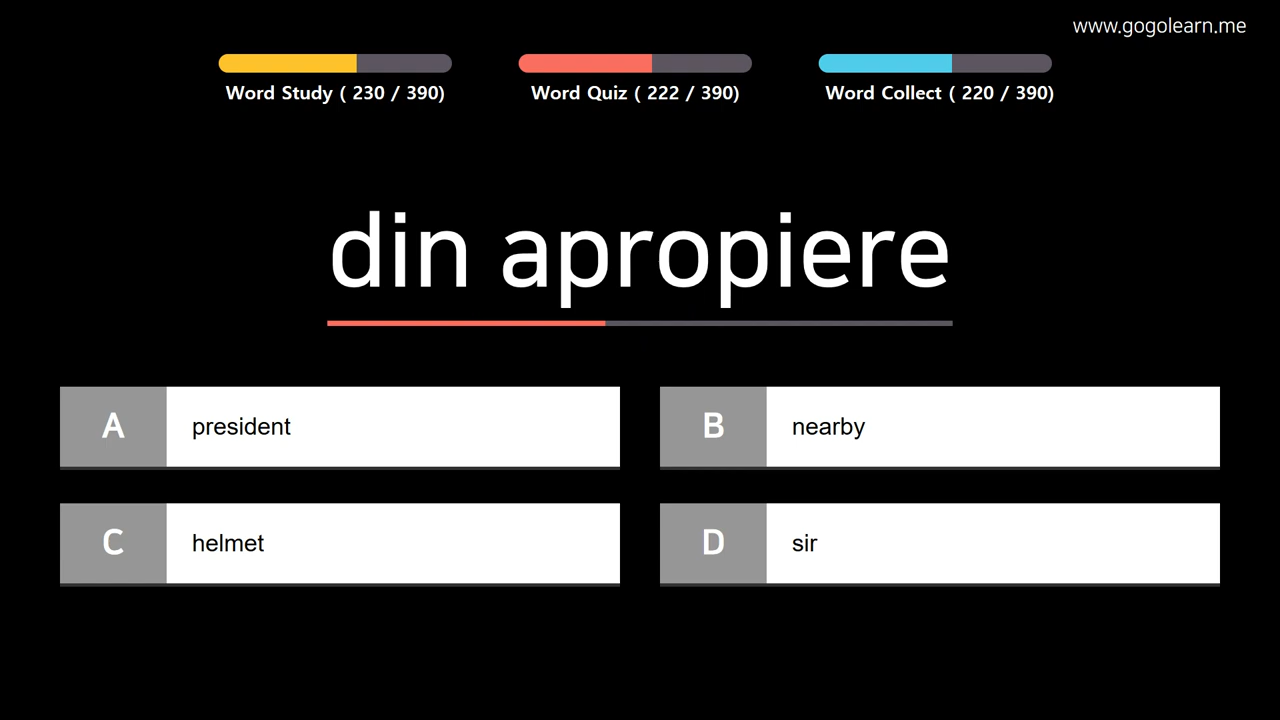 www.gogolearn.me
Word Study ( 230 / 390)
Word Quiz ( 222 / 390)
Word Collect ( 220 / 390)
din apropiere
A president
B nearby
C helmet
D sir